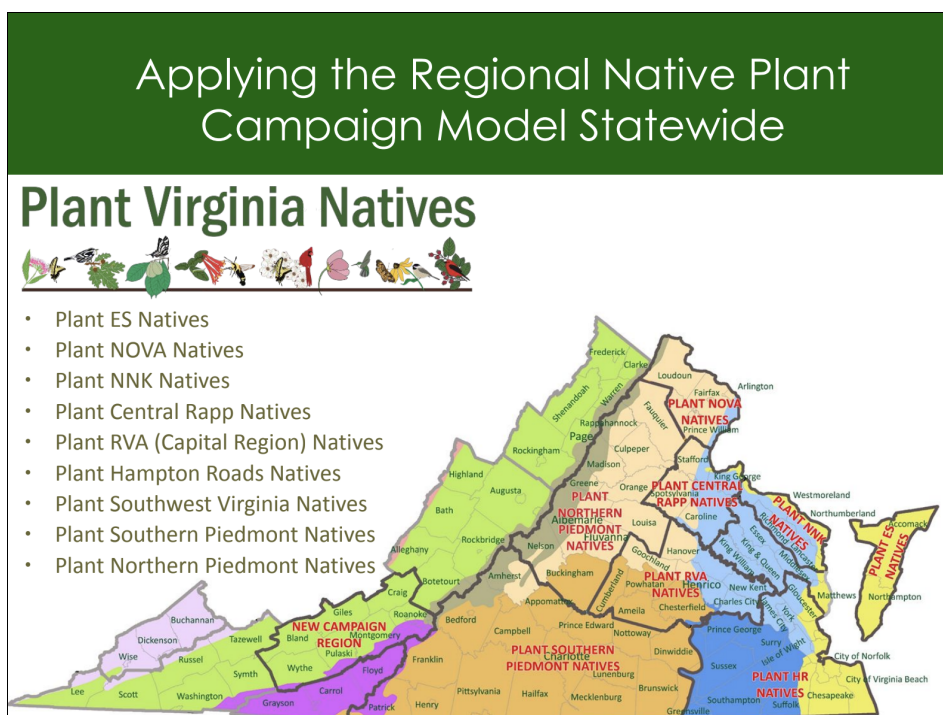 Applying the Regional Native Plant
Campaign Model Statewide
Plant Virginia Natives
• Plant ES Natives
• Plant NOVA Natives
• Plant NNK Natives
• Plant Central Rapp Natives
• Plant RVA (Capital Region) Natives
• Plant Hampton Roads Natives
• Plant Southwest Virginia Natives
• Plant Southern Piedmont Natives
• Plant Northern Piedmont Natives
Frederick
Clarke
Loudoun
Arlington
Shenandoah
Warren
Fairfax
PLANT NOVA
NATIVES
Fauquier
Rappahannock
Prince William
Page
Culpeper
Rockingham
Madison
Stafford
Highland
Greene
Orange
King George
PLANT CENTRAL
RAPP NATIVES
Spotsylvania
Westmoreland
Augusta
PLANT
NORTHERN
PIEDMONT
NATIVES
Albemarle
Fluvanna
Louisa
Caroline
Northumberland
PLANT NNK
NATIVES
Richmond
Lancaster
Essex
Middlesex
King & Queen
King William
Accomack
PLANT ES
NATIVES
Northampton
Bath
Rockbridge
Nelson
Hanover
Goochland
Alleghany
Botetourt
Amherst
Buckingham
Cumberland
Powhatan
PLANT RVA
NATIVES
Henrico
New Kent
Gloucester
Mathews
Craig
Appomattox
Ameila
Chesterfield
Charles City
James City
York
Buchannan
Giles
Roanoke
Bedford
Prince Edward
Nottoway
Prince George
Surry
Isle of Wight
NEW CAMPAIGN
REGION
Montgomery
Dickenson
Tazewell
Bland
Pulaski
Campbell
Charlotte
Lunenburg
Dinwiddie
PLANT SOUTHERN
PIEDMONT NATIVES
City of Norfolk
Wise
Russel
Wythe
Floyd
Franklin
Sussex
PLANT HR
NATIVES
City of Virginia Beach
Symth
Lee
Scott
Washington
Grayson
Carrol
Patrick
Henry
Pittsylvania
Hailfax
Mecklenburg
Brunswick
Greensville
Southampton
Suffolk
Chesapeake